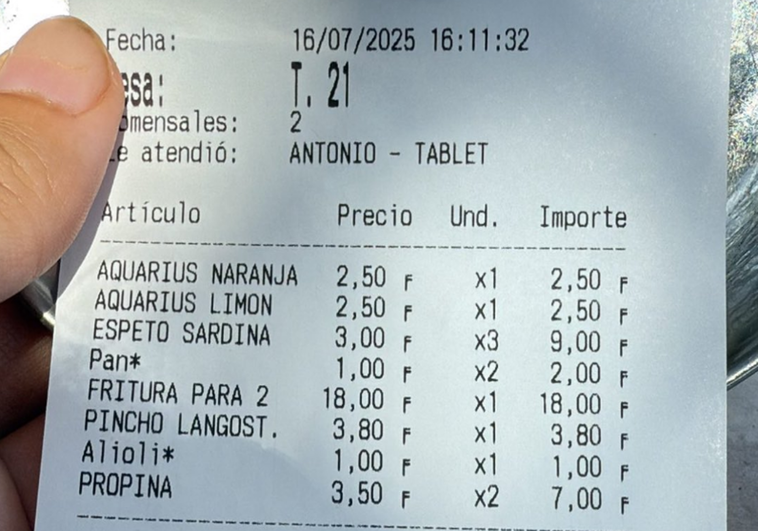 Fecha: 16/07/2025 16:11:32
esa: T. 21
omensales: 2
e atendió: ANTONIO - TABLET
Artículo Precio Und. Importe
AQUARIUS NARANJA 2,50 F x1 2,50 F
AQUARIUS LIMON 2,50 F x1 2,50 F
ESPETO SARDINA 3,00 F x3 9,00 F
Pan* 1,00 F x2 2,00 F
FRITURA PARA 2 18,00 F x1 18,00 F
PINCHO LANGOST. 3,80 F x1 3,80 F
Alioli* 1,00 F x1 1,00 F
PROPINA 3,50 F x2 7,00 F